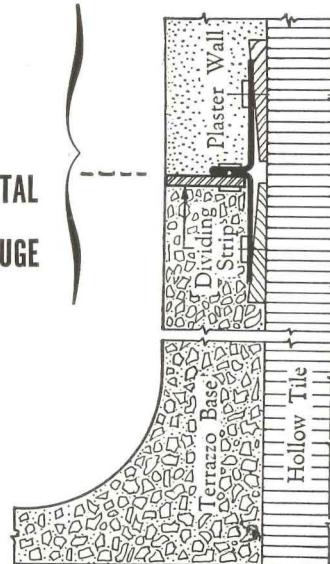 TAL
UGE
Plaster Wall
Dividing
Strip
Terrazzo Base
Hollow Tile